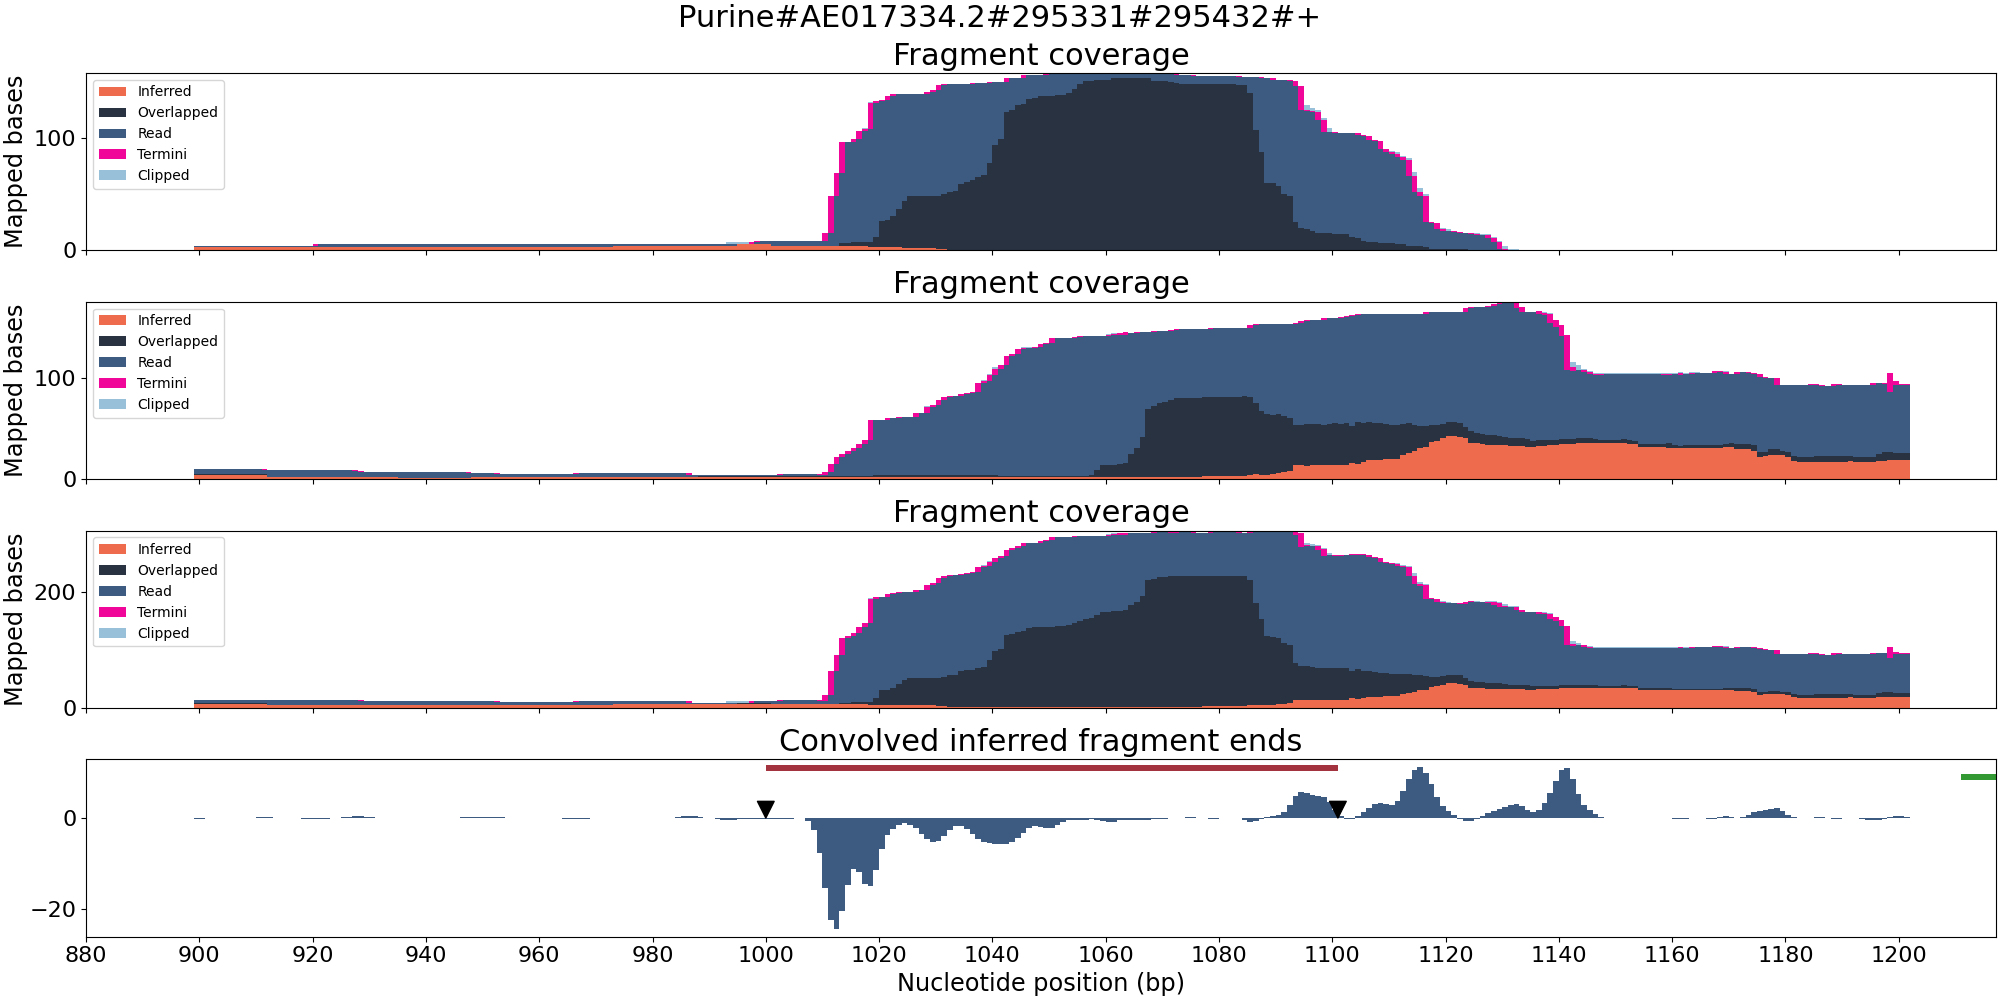 Purine#AE017334.2#295331#295432#+
Fragment coverage
Mapped bases
100
0
Inferred
Overlapped
Read
Termini
Clipped
Fragment coverage
Mapped bases
100
0
Inferred
Overlapped
Read
Termini
Clipped
Fragment coverage
Mapped bases
200
0
Inferred
Overlapped
Read
Termini
Clipped
Convolved inferred fragment ends
0
−20
880 900 920 940 960 980 1000 1020 1040 1060 1080 1100 1120 1140 1160 1180 1200
Nucleotide position (bp)